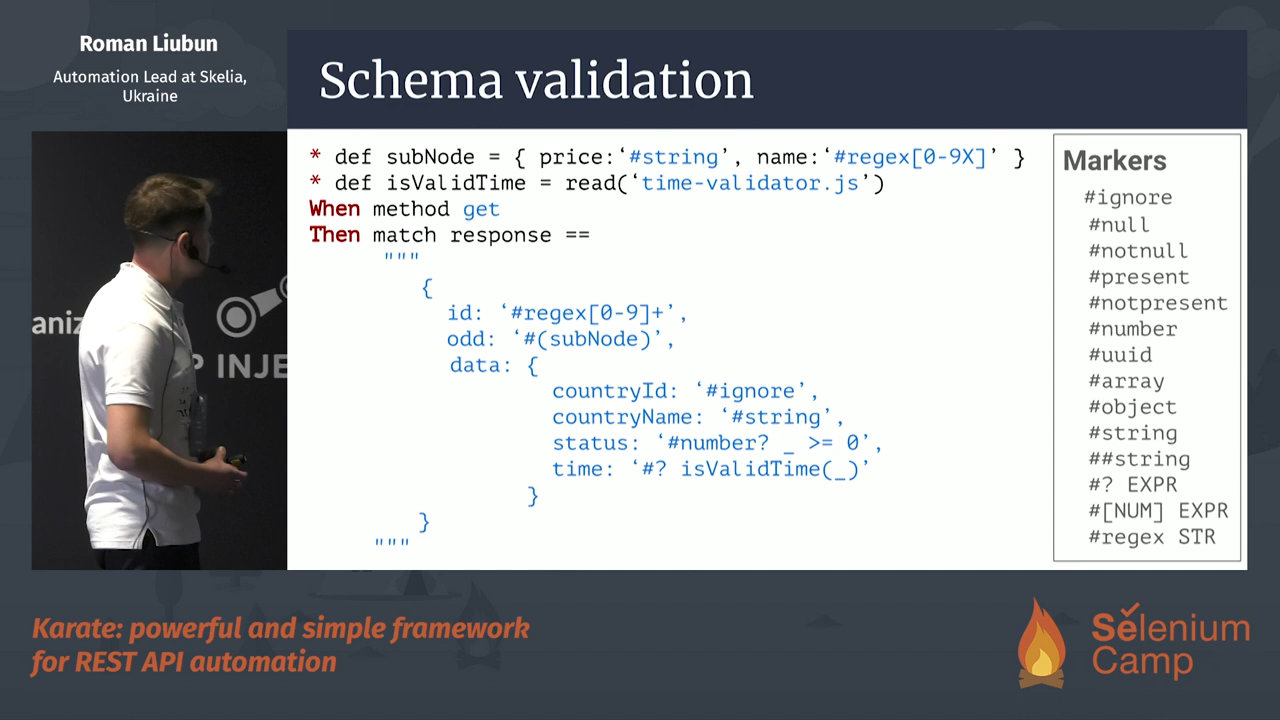 Roman Liubun
Automation Lead at Skelia,
Ukraine
Schema validation
* def subNode = { price:‘#string’, name:‘#regex[0-9X]’ }
* def isValidTime = read(‘time-validator.js’)
When method get
Then match response ==
"""
{
id: ‘#regex[0-9]+’,
odd: ‘#(subNode)’,
data: {
countryId: ‘#ignore’,
countryName: ‘#string’,
status: ‘#number? _ >= 0’,
time: ‘#? isValidTime(_)’
}
}
"""
Markers
#ignore
#null
#notnull
#present
#notpresent
#number
#uuid
#array
#object
#string
##string
#? EXPR
#[NUM] EXPR
#regex STR
aniz
P INJE
Karate: powerful and simple framework
for REST API automation
Selenium
Camp